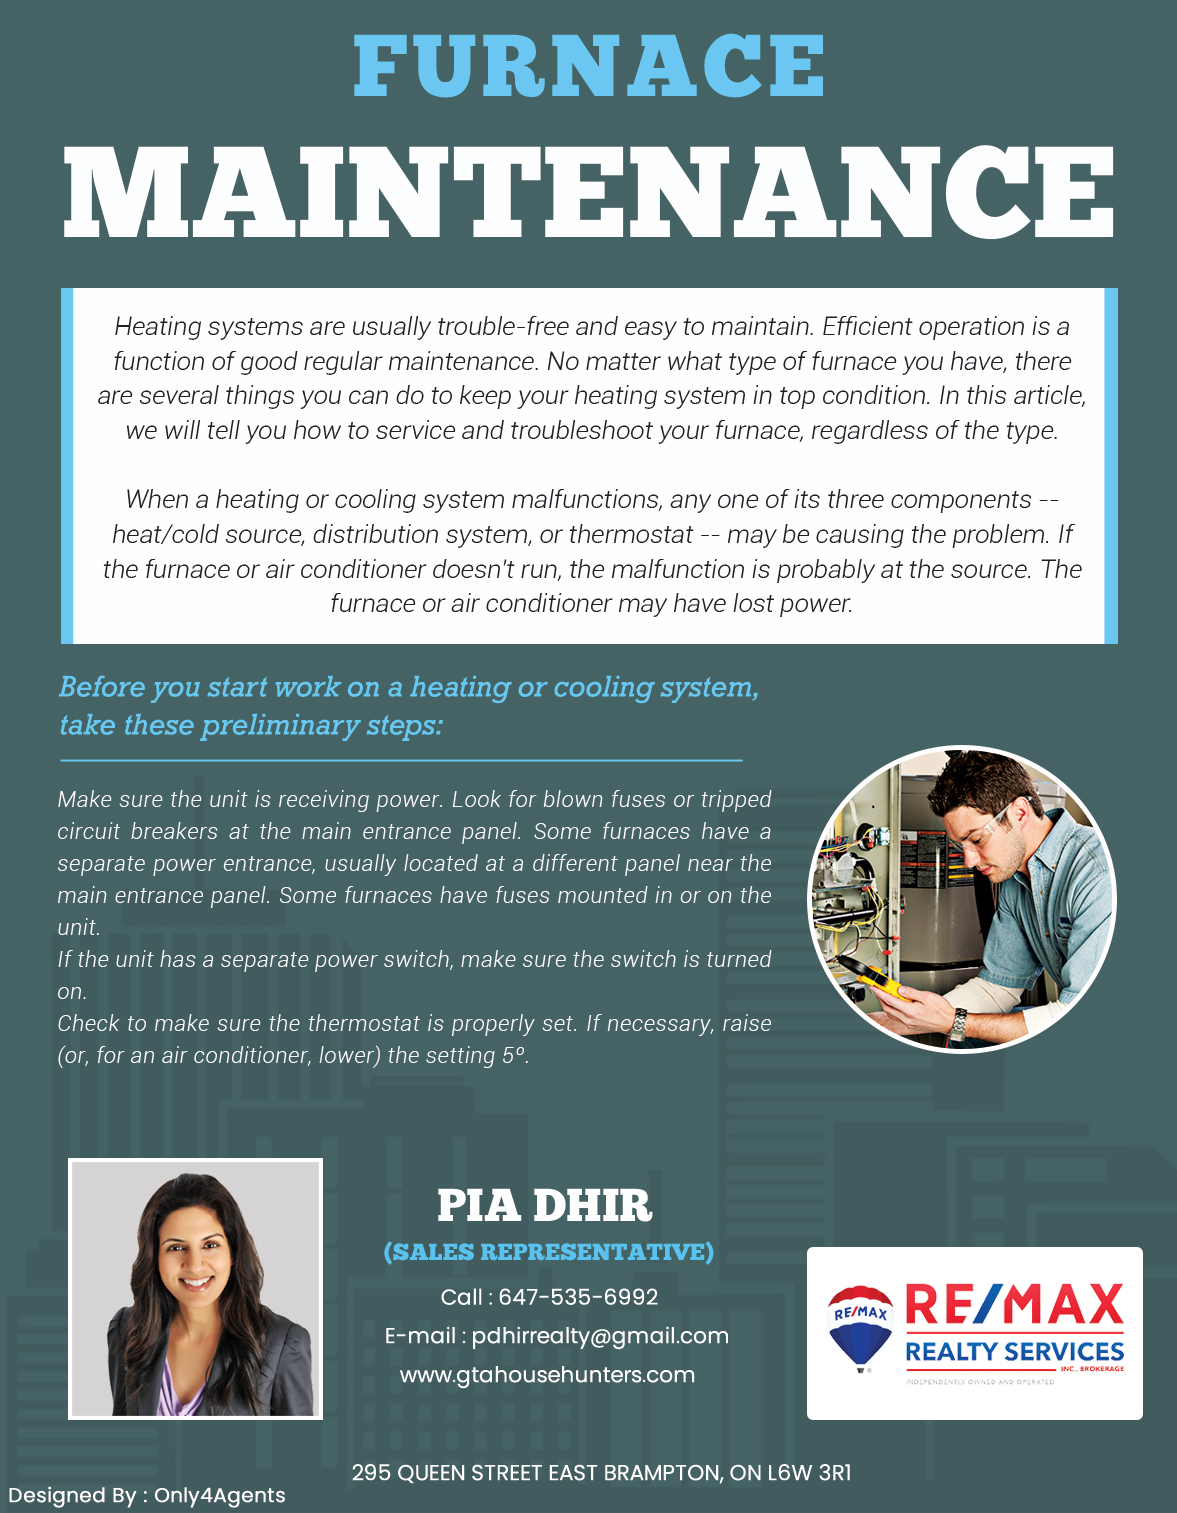 FURNACE
MAINTENANCE
Heating systems are usually trouble-free and easy to maintain. Efficient operation is a
function of good regular maintenance. No matter what type of furnace you have, there
are several things you can do to keep your heating system in top condition. In this article,
we will tell you how to service and troubleshoot your furnace, regardless of the type.
When a heating or cooling system malfunctions, any one of its three components --
heat/cold source, distribution system, or thermostat -- may be causing the problem. If
the furnace or air conditioner doesn't run, the malfunction is probably at the source. The
furnace or air conditioner may have lost power.
Before you start work on a heating or cooling system,
take these preliminary steps:
Make sure the unit is receiving power. Look for blown fuses or tripped
circuit breakers at the main entrance panel. Some furnaces have a
separate power entrance, usually located at a different panel near the
main entrance panel. Some furnaces have fuses mounted in or on the
unit.
If the unit has a separate power switch, make sure the switch is turned
on.
Check to make sure the thermostat is properly set. If necessary, raise
(or, for an air conditioner, lower) the setting 5º.
PIA DHIR
(SALES REPRESENTATIVE)
Call : 647-535-6992
E-mail : pdhirrealty@gmail.com
www.gtahousehunters.com
RE/MAX
RE/MAX
REALTY SERVICES
INC., BROKERAGE
INDEPENDENTLY OWNED AND OPERATED
295 QUEEN STREET EAST BRAMPTON, ON L6W 3R1
Designed By : Only4Agents